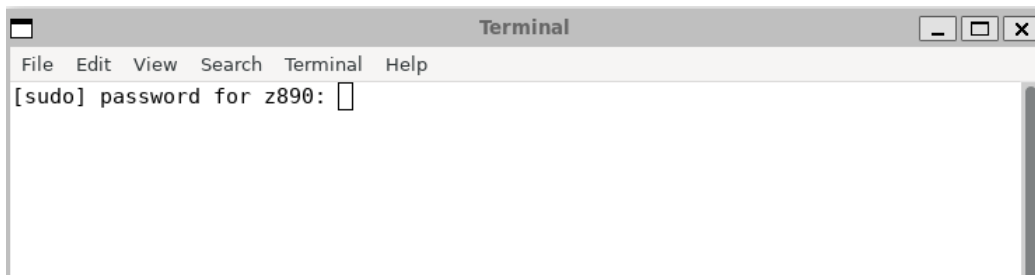 Terminal
File Edit View Search Terminal Help
[sudo] password for z890: